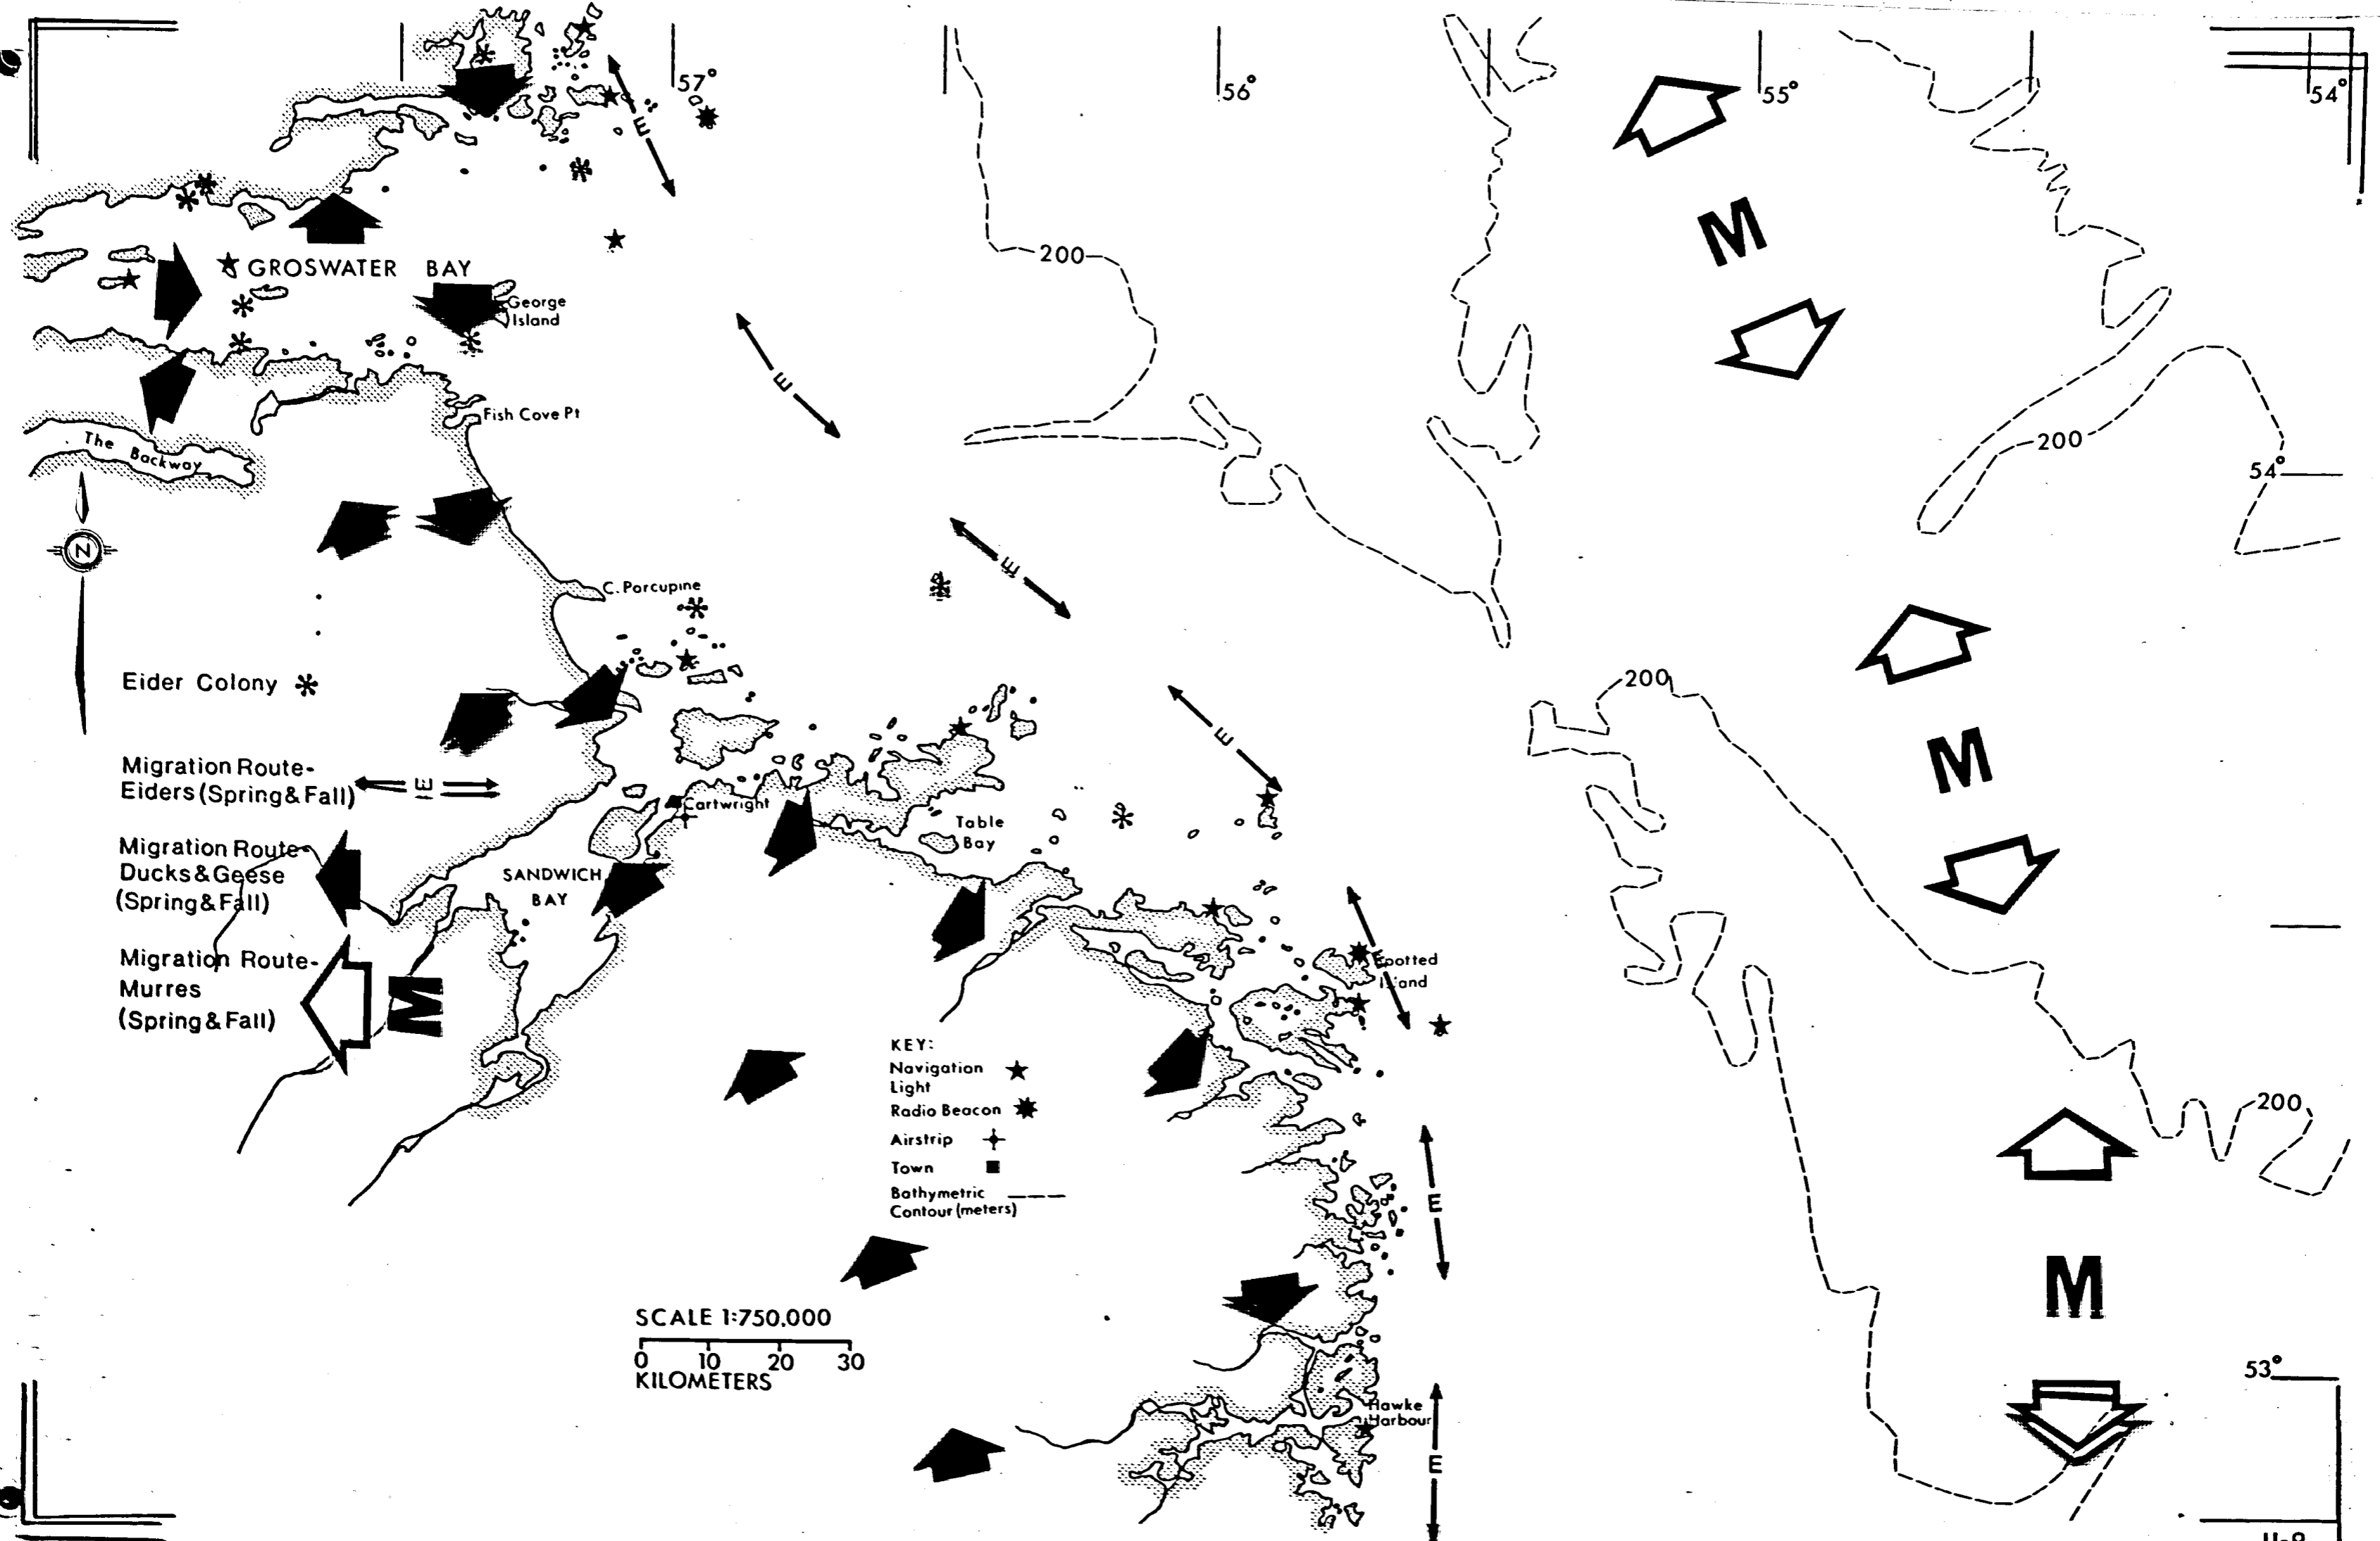 57°
56°
55°
54°
E
M
200
GROSWATER BAY
George
Island
E
Fish Cove Pt
The Backway
200
54°
N
E
C. Porcupine
Eider Colony
200
E
M
Migration Route-
Eiders (Spring & Fall)
E
Cartwright
Table
Bay
Migration Route-
Ducks & Geese
(Spring & Fall)
SANDWICH
BAY
Migration Route-
Murres
(Spring & Fall)
M
Spotted
Island
KEY:
Navigation
Light
Radio Beacon
Airstrip
Town
Bathymetric
Contour (meters)
200
E
M
SCALE 1:750,000
0 10 20 30
KILOMETERS
53°
Hawke
Harbour
E